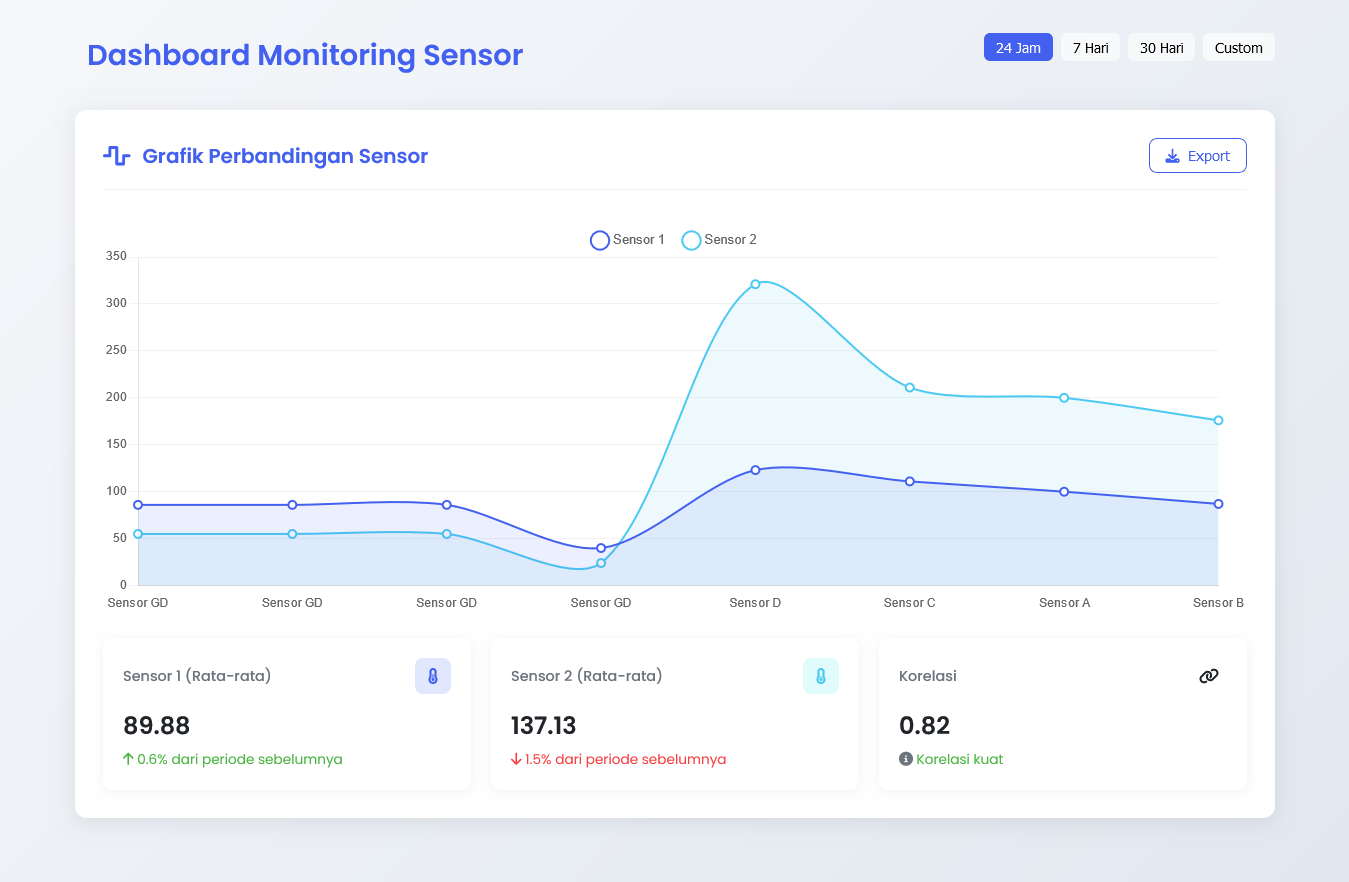 Dashboard Monitoring Sensor
24 Jam 7 Hari 30 Hari Custom
Grafik Perbandingan Sensor
Export
Sensor 1 Sensor 2
350
300
250
200
150
100
50
0
Sensor GD Sensor GD Sensor GD Sensor GD Sensor D Sensor C Sensor A Sensor B
Sensor 1 (Rata-rata)
89.88
0.6% dari periode sebelumnya
Sensor 2 (Rata-rata)
137.13
1.5% dari periode sebelumnya
Korelasi
0.82
Korelasi kuat